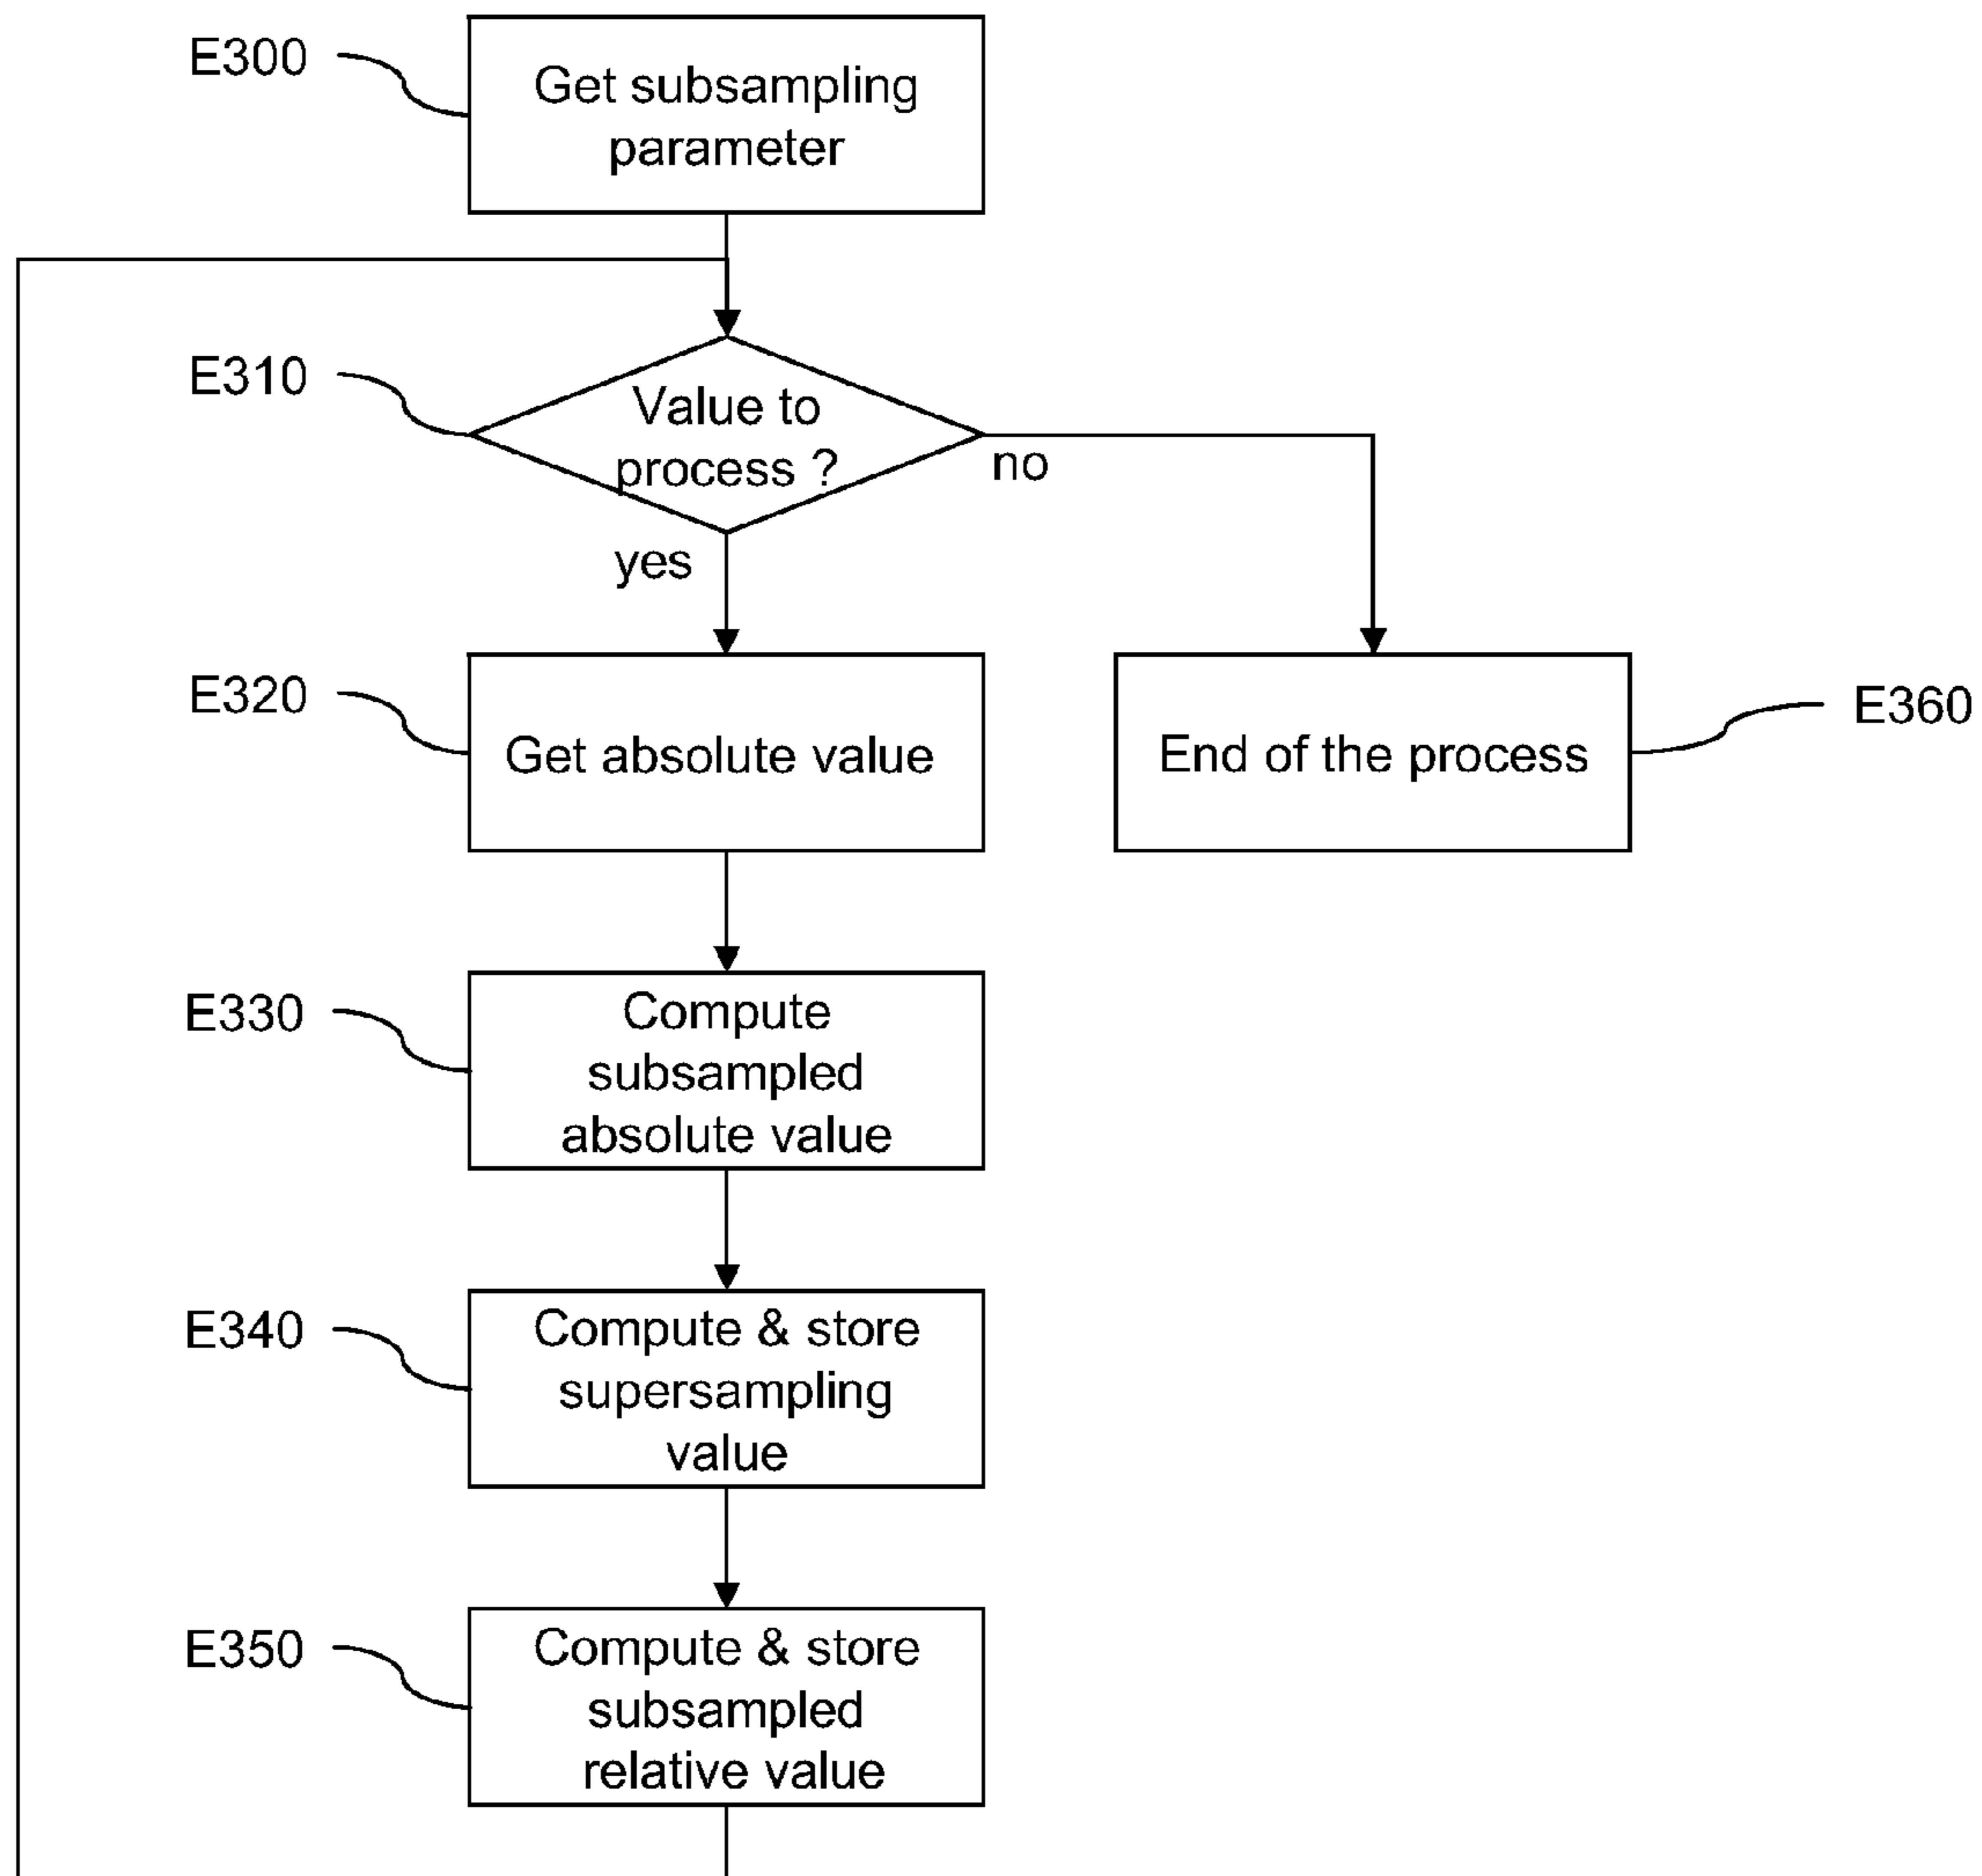 E300
Get subsampling
parameter
E310
Value to
process ?
no
yes
E320
Get absolute value
End of the process
E360
E330
Compute
subsampled
absolute value
E340
Compute & store
supersampling
value
E350
Compute & store
subsampled
relative value